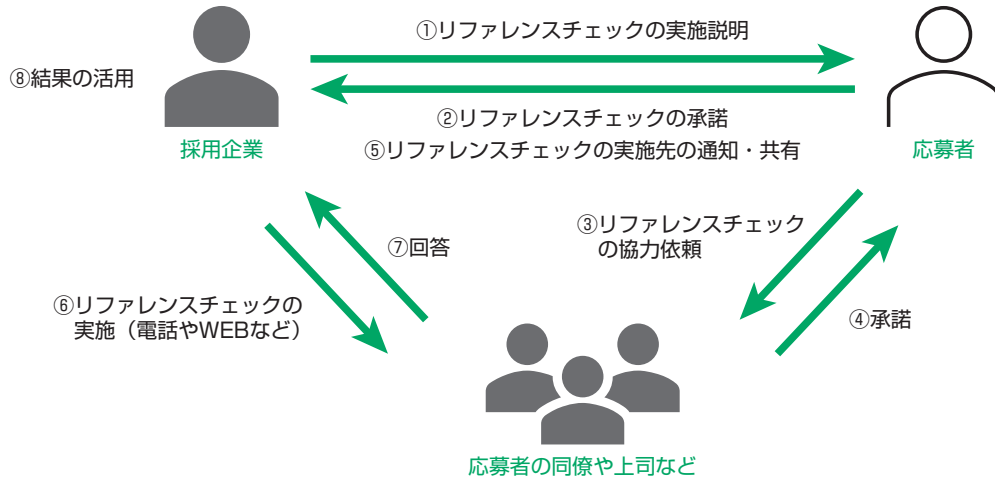 ①リファレンスチェックの実施説明
⑧結果の活用
②リファレンスチェックの承諾
⑤リファレンスチェックの実施先の通知・共有
採用企業
応募者
③リファレンスチェック
の協力依頼
⑦回答
⑥リファレンスチェックの
実施（電話やWEBなど）
④承諾
応募者の同僚や上司など